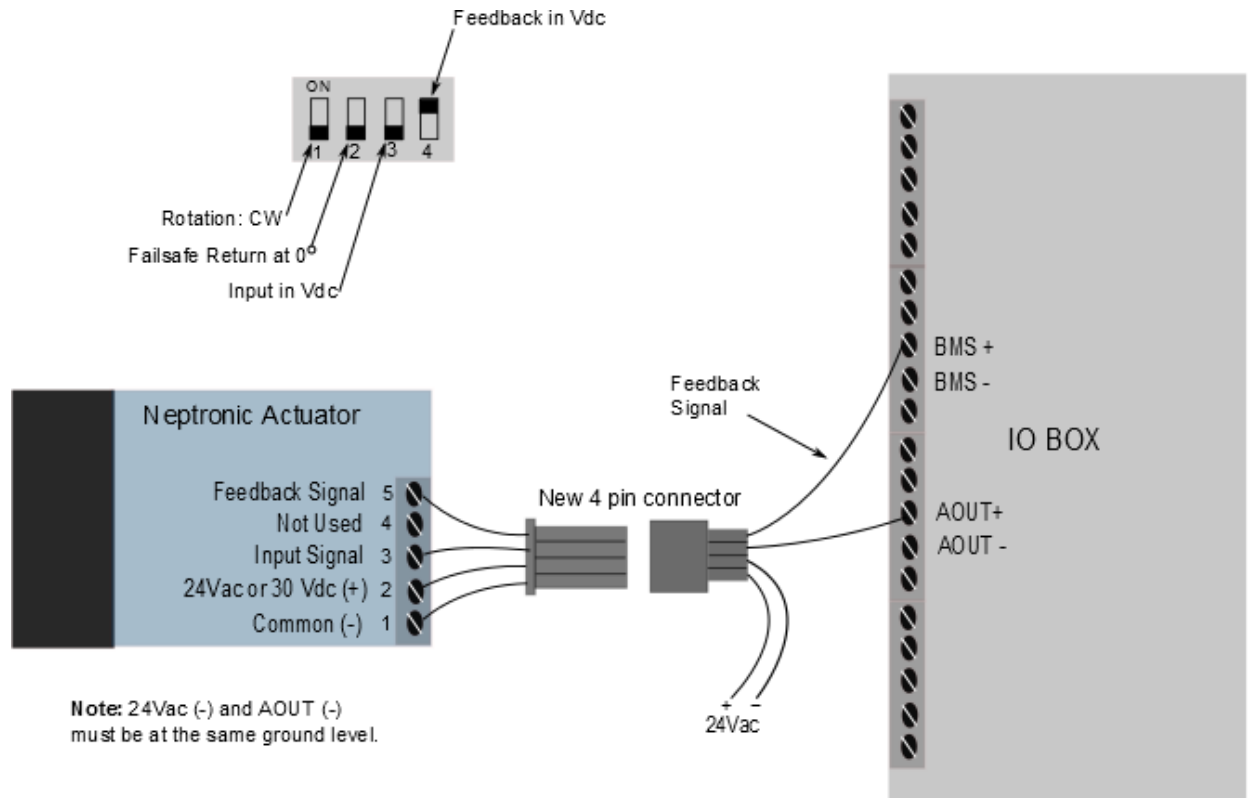 Feedback in Vdc
ON
1 2 3 4
Rotation: CW
Failsafe Return at 0°
Input in Vdc
BMS +
BMS -
Feedback
Signal
IO BOX
Neptronic Actuator
Feedback Signal 5
Not Used 4
Input Signal 3
24Vac or 30 Vdc (+) 2
Common (-) 1
New 4 pin connector
AOUT+
AOUT -
+ −
24Vac
Note: 24Vac (-) and AOUT (-)
must be at the same ground level.